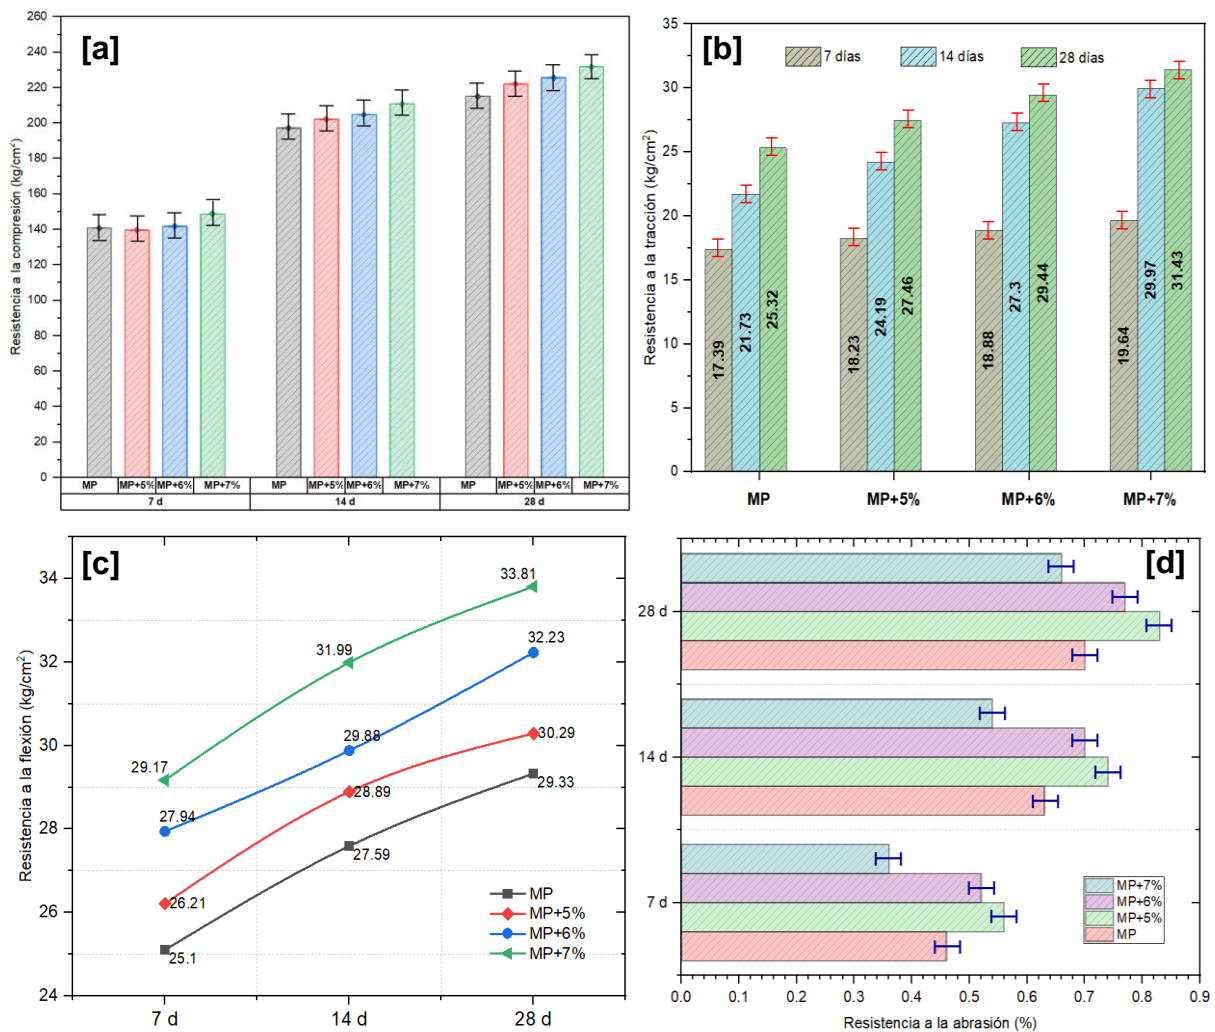 [a]
Resistencia a la compresión (kg/cm²)
260
240
220
200
180
160
140
120
100
80
60
40
20
0
MP MP+5% MP+6% MP+7% MP MP+5% MP+6% MP+7% MP MP+5% MP+6% MP+7%
7 d 14 d 28 d
[b]
Resistencia a la tracción (kg/cm²)
7 días 14 días 28 días
35
30
25
20
15
10
5
0
17.39 21.73 25.32 18.23 24.19 27.46 18.88 27.3 29.44 19.64 29.97 31.43
MP MP+5% MP+6% MP+7%
[c]
Resistencia a la flexión (kg/cm²)
34
32
30
28
26
24
29.17 31.99 33.81
27.94 29.88 32.23
26.21 28.89 30.29
25.1 27.59 29.33
MP
MP+5%
MP+6%
MP+7%
7 d 14 d 28 d
[d]
28 d
14 d
7 d
MP+7%
MP+6%
MP+5%
MP
0.0 0.1 0.2 0.3 0.4 0.5 0.6 0.7 0.8 0.9
Resistencia a la abrasión (%)